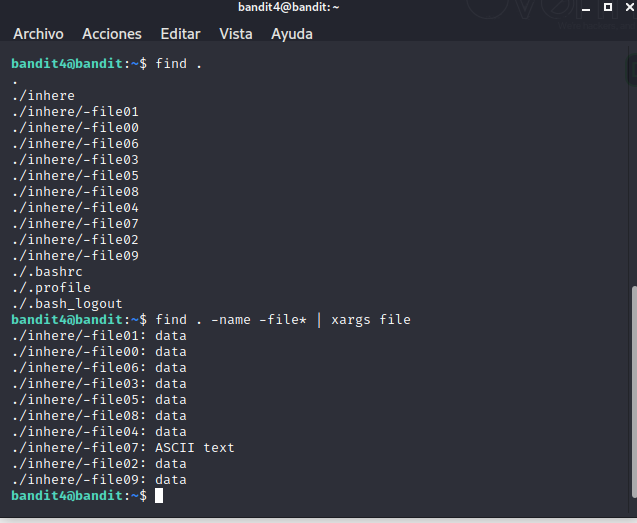 bandit4@bandit: ~
Archivo Acciones Editar Vista Ayuda
bandit4@bandit:~$ find .
.
./inhere
./inhere/-file01
./inhere/-file00
./inhere/-file06
./inhere/-file03
./inhere/-file05
./inhere/-file08
./inhere/-file04
./inhere/-file07
./inhere/-file02
./inhere/-file09
./.bashrc
./.profile
./.bash_logout
bandit4@bandit:~$ find . -name -file* | xargs file
./inhere/-file01: data
./inhere/-file00: data
./inhere/-file06: data
./inhere/-file03: data
./inhere/-file05: data
./inhere/-file08: data
./inhere/-file04: data
./inhere/-file07: ASCII text
./inhere/-file02: data
./inhere/-file09: data
bandit4@bandit:~$